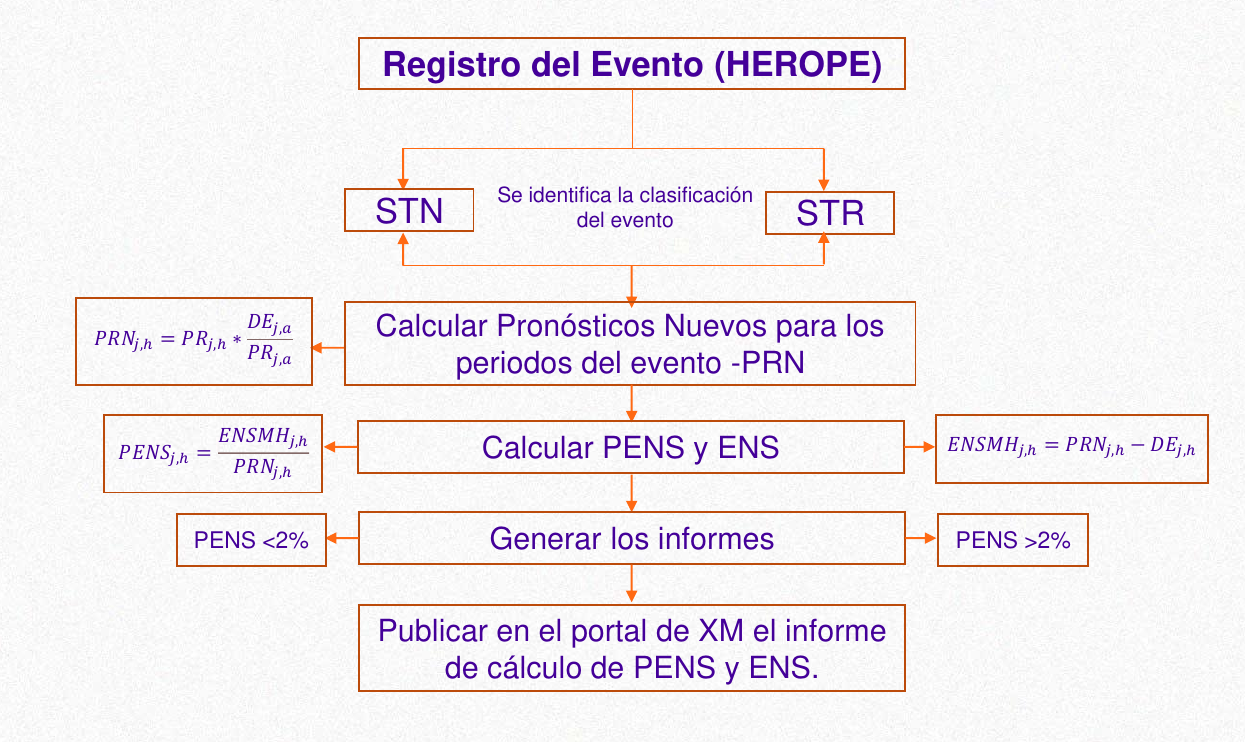 Registro del Evento (HEROPE)
STN
Se identifica la clasificación
del evento
STR
PRN_{j,h} = PR_{j,h} * \frac{DE_{j,a}}{PR_{j,a}}
Calcular Pronósticos Nuevos para los
periodos del evento -PRN
PENS_{j,h} = \frac{ENSMH_{j,h}}{PRN_{j,h}}
Calcular PENS y ENS
ENSMH_{j,h} = PRN_{j,h} − DE_{j,h}
PENS <2%
Generar los informes
PENS >2%
Publicar en el portal de XM el informe
de cálculo de PENS y ENS.